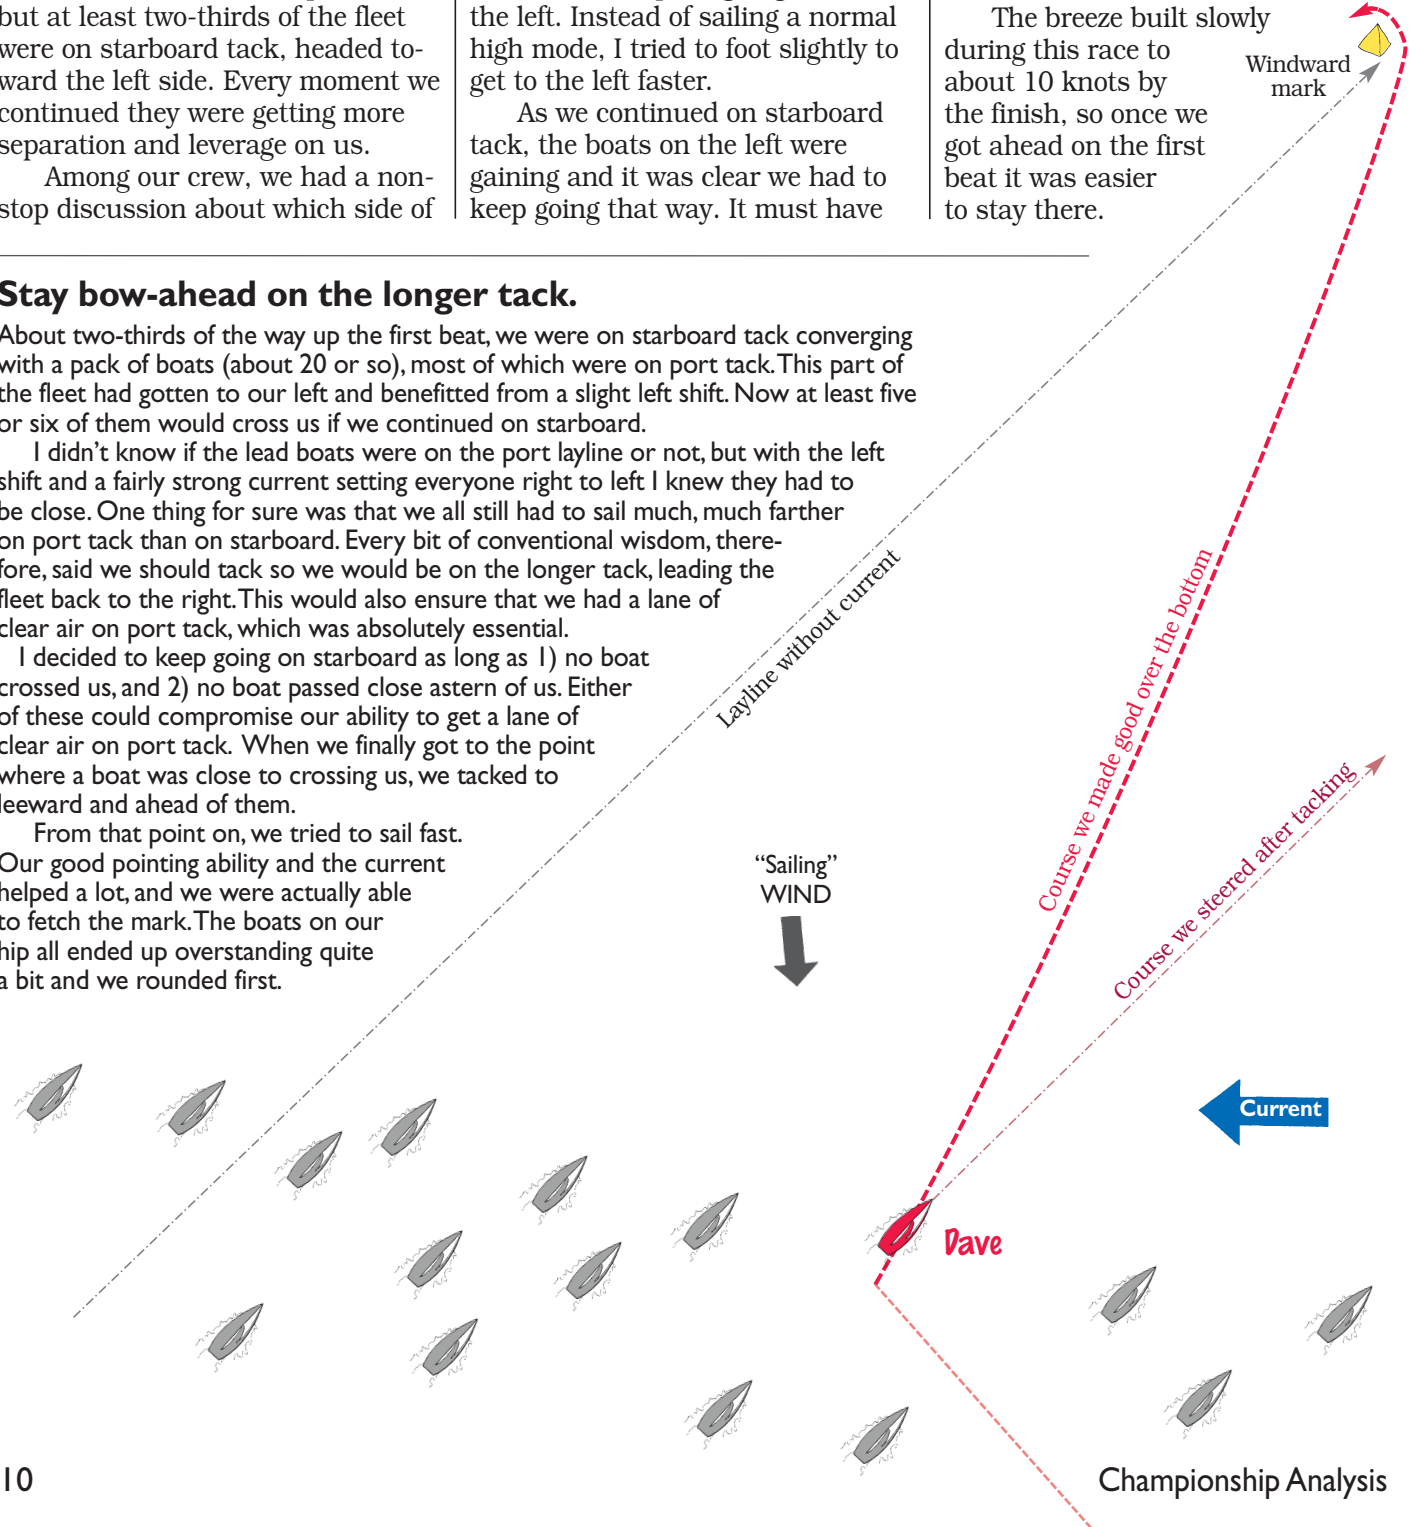 but at least two-thirds of the fleet
were on starboard tack, headed to-
ward the left side. Every moment we
continued they were getting more
separation and leverage on us.
Among our crew, we had a non-
stop discussion about which side of
the left. Instead of sailing a normal
high mode, I tried to foot slightly to
get to the left faster.
As we continued on starboard
tack, the boats on the left were
gaining and it was clear we had to
keep going that way. It must have
The breeze built slowly
during this race to
about 10 knots by
the finish, so once we
got ahead on the first
beat it was easier
to stay there.
Windward
mark
Stay bow-ahead on the longer tack.
About two-thirds of the way up the first beat, we were on starboard tack converging
with a pack of boats (about 20 or so), most of which were on port tack. This part of
the fleet had gotten to our left and benefitted from a slight left shift. Now at least five
or six of them would cross us if we continued on starboard.
I didn't know if the lead boats were on the port layline or not, but with the left
shift and a fairly strong current setting everyone right to left I knew they had to
be close. One thing for sure was that we all still had to sail much, much farther
on port tack than on starboard. Every bit of conventional wisdom, there-
fore, said we should tack so we would be on the longer tack, leading the
fleet back to the right. This would also ensure that we had a lane of
clear air on port tack, which was absolutely essential.
I decided to keep going on starboard as long as 1) no boat
crossed us, and 2) no boat passed close astern of us. Either
of these could compromise our ability to get a lane of
clear air on port tack. When we finally got to the point
where a boat was close to crossing us, we tacked to
leeward and ahead of them.
From that point on, we tried to sail fast.
Our good pointing ability and the current
helped a lot, and we were actually able
to fetch the mark. The boats on our
hip all ended up overstanding quite
a bit and we rounded first.
Layline without current
Course we made good over the bottom
Course we steered after tacking
"Sailing"
WIND
Current
Dave
10
Championship Analysis